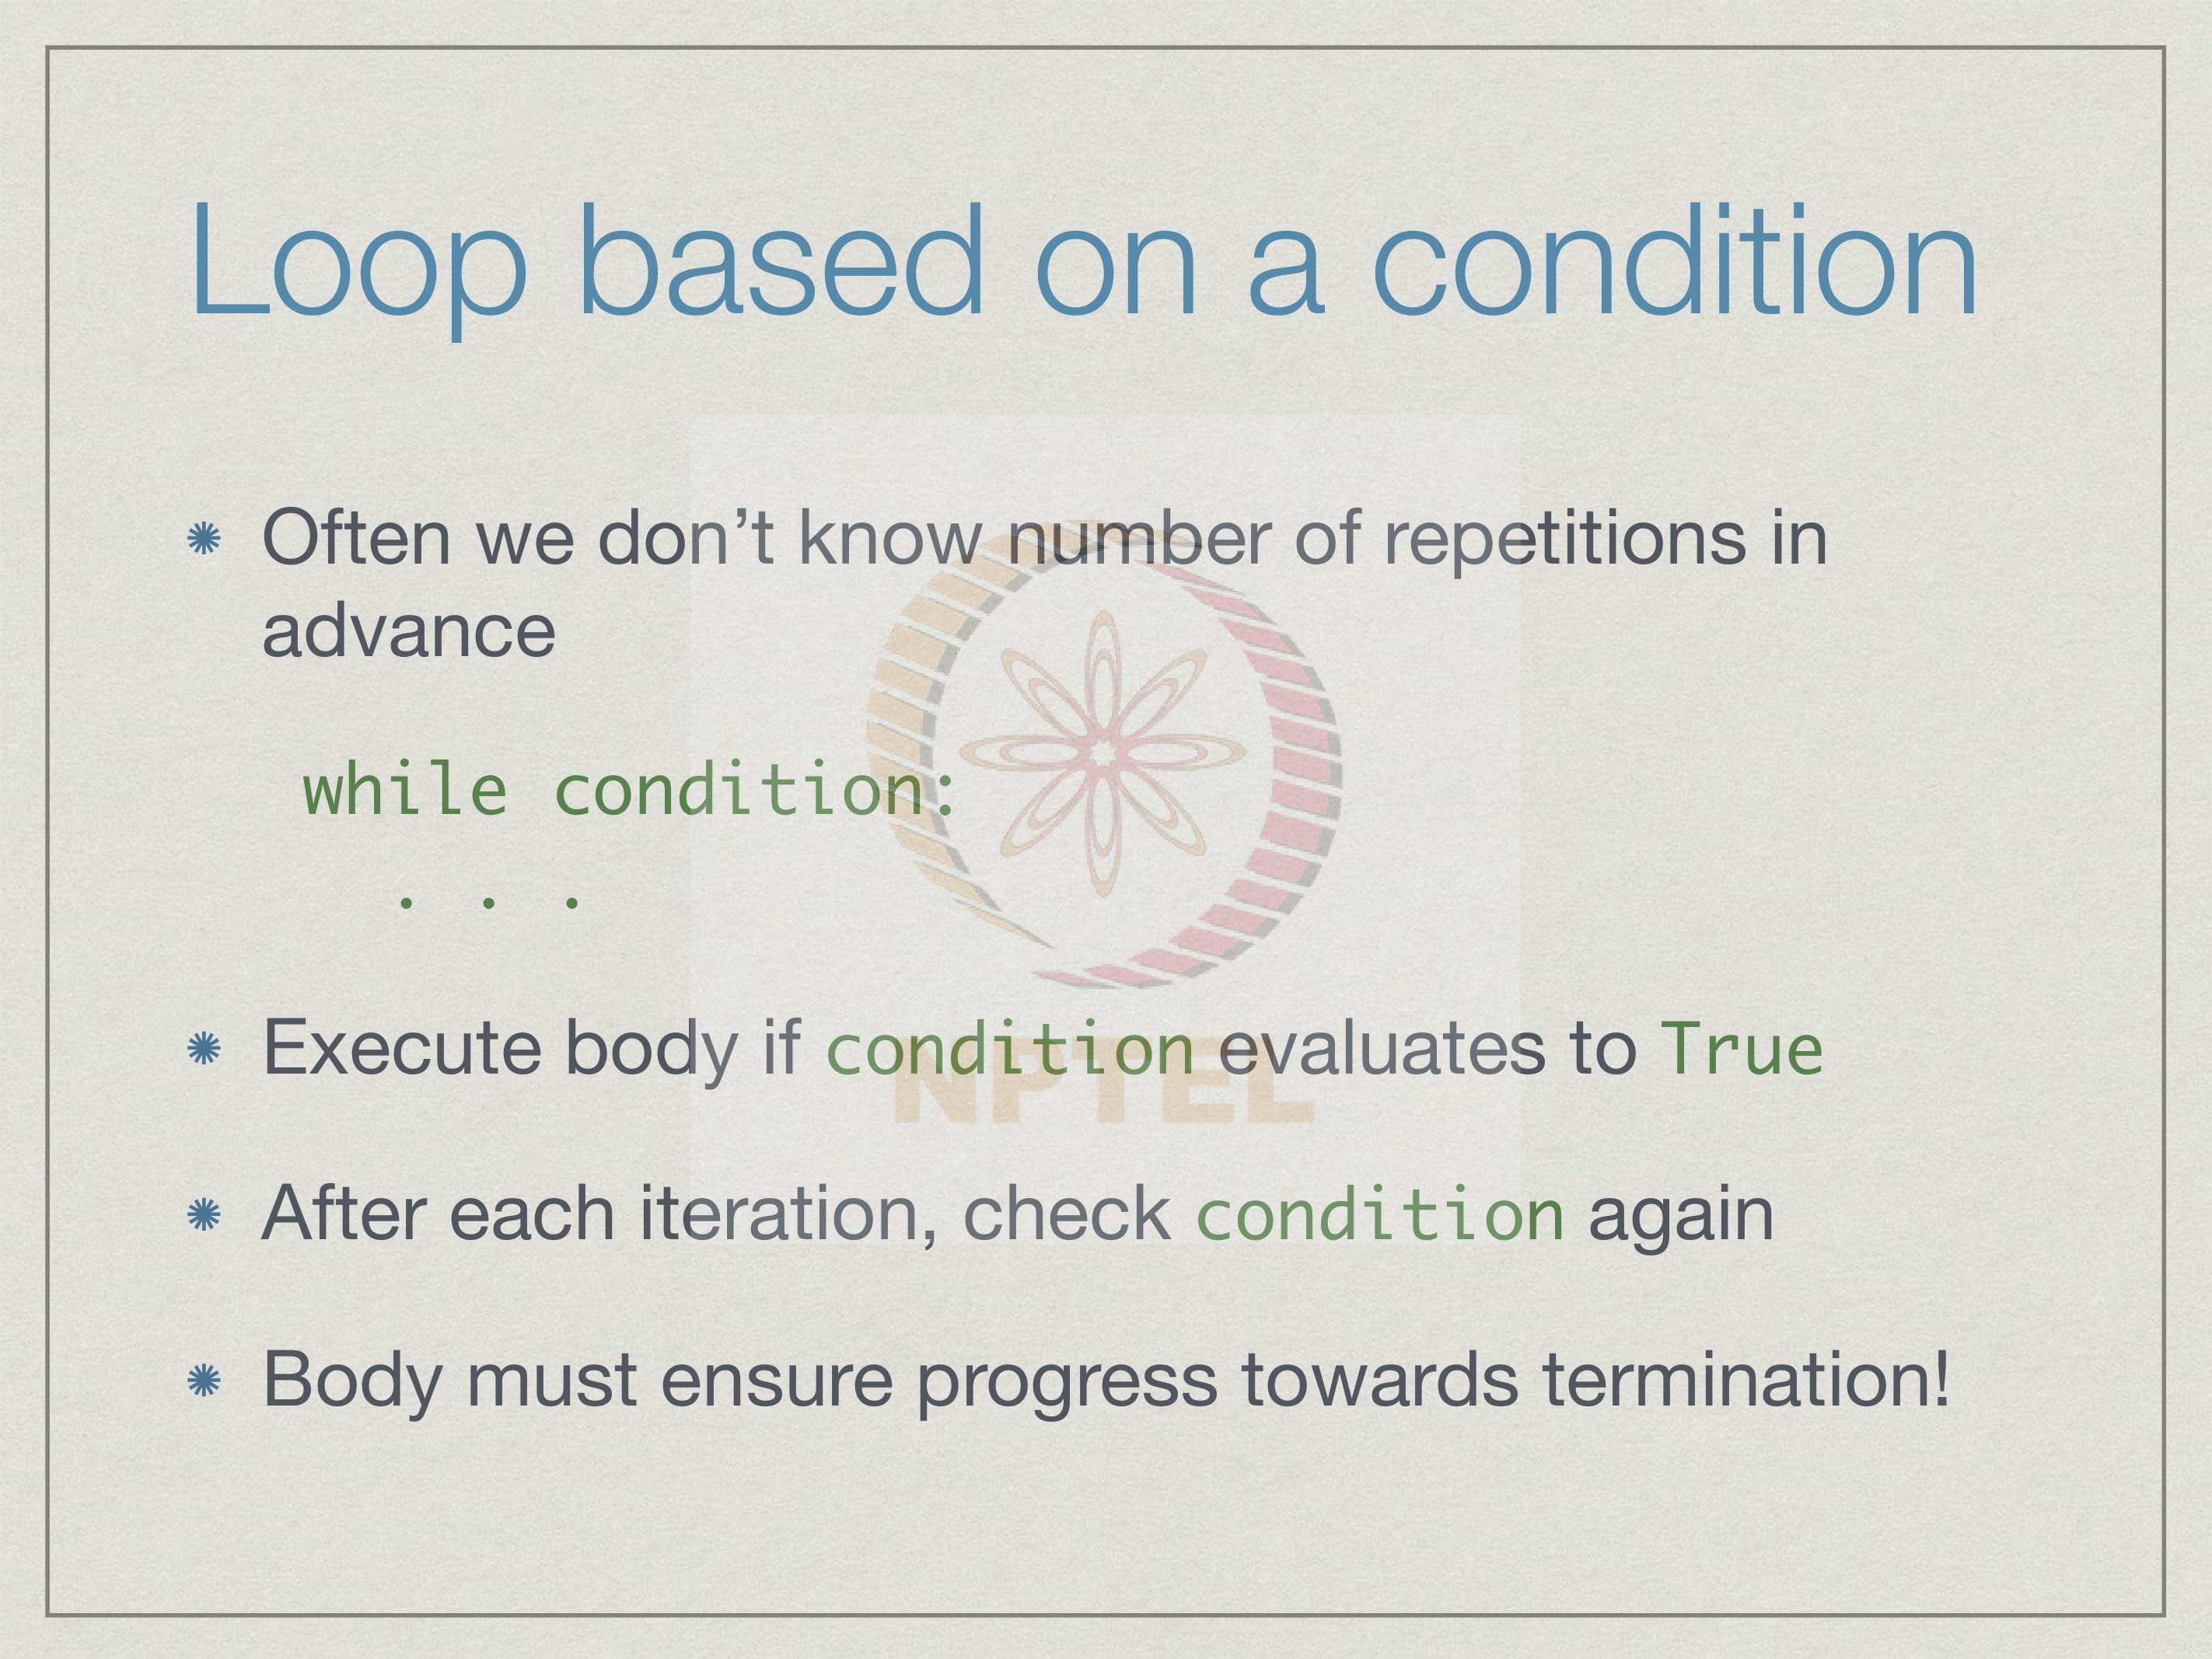 Loop based on a condition
Often we don’t know number of repetitions in
advance
while condition:
. . .
Execute body if condition evaluates to True
NPTEL
After each iteration, check condition again
Body must ensure progress towards termination!